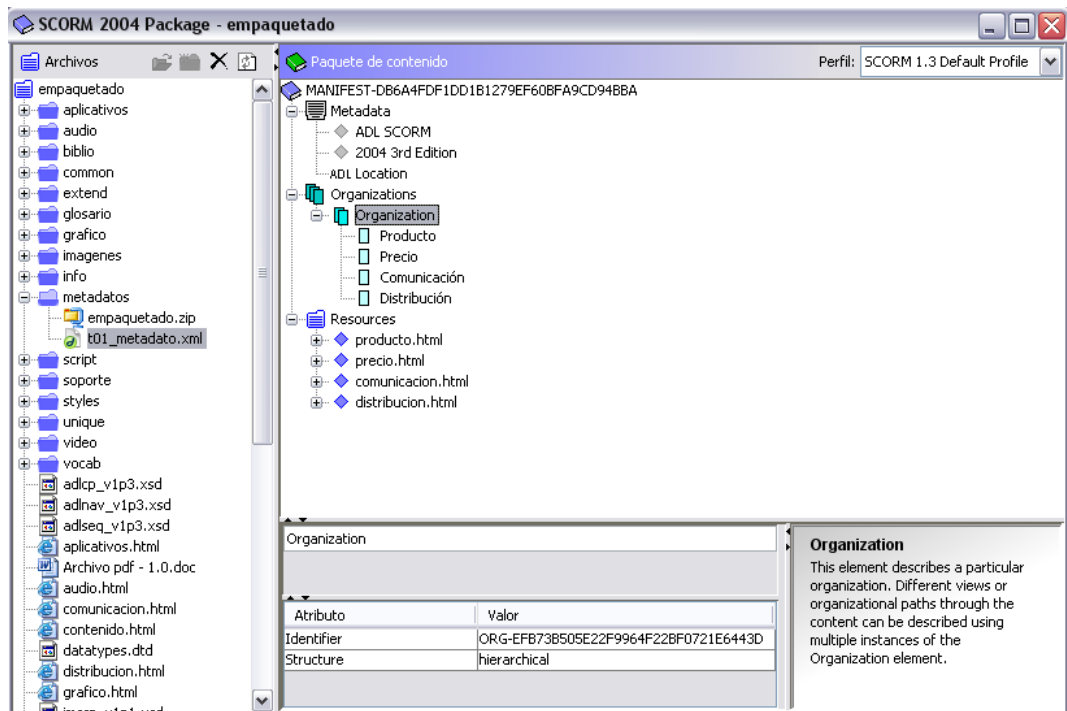 SCORM 2004 Package - empaquetado
Archivos
empaquetado
aplicativos
audio
biblio
common
extend
glosario
grafico
imagenes
info
metadatos
empaquetado.zip
t01_metadato.xml
script
soporte
styles
unique
video
vocab
adlcp_v1p3.xsd
adlnav_v1p3.xsd
adlseq_v1p3.xsd
aplicativos.html
Archivo pdf - 1.0.doc
audio.html
comunicacion.html
contenido.html
datatypes.dtd
distribucion.html
grafico.html
Paquete de contenido
Perfil: SCORM 1.3 Default Profile
MANIFEST-DB6A4FDF1DD1B1279EF60BFA9CD94BBA
Metadata
ADL SCORM
2004 3rd Edition
ADL Location
Organizations
Organization
Producto
Precio
Comunicación
Distribución
Resources
producto.html
precio.html
comunicacion.html
distribucion.html
Organization
Atributo Valor
Identifier ORG-EFB73B505E22F9964F22BF0721E6443D
Structure hierarchical
Organization
This element describes a particular
organization. Different views or
organizational paths through the
content can be described using
multiple instances of the
Organization element.